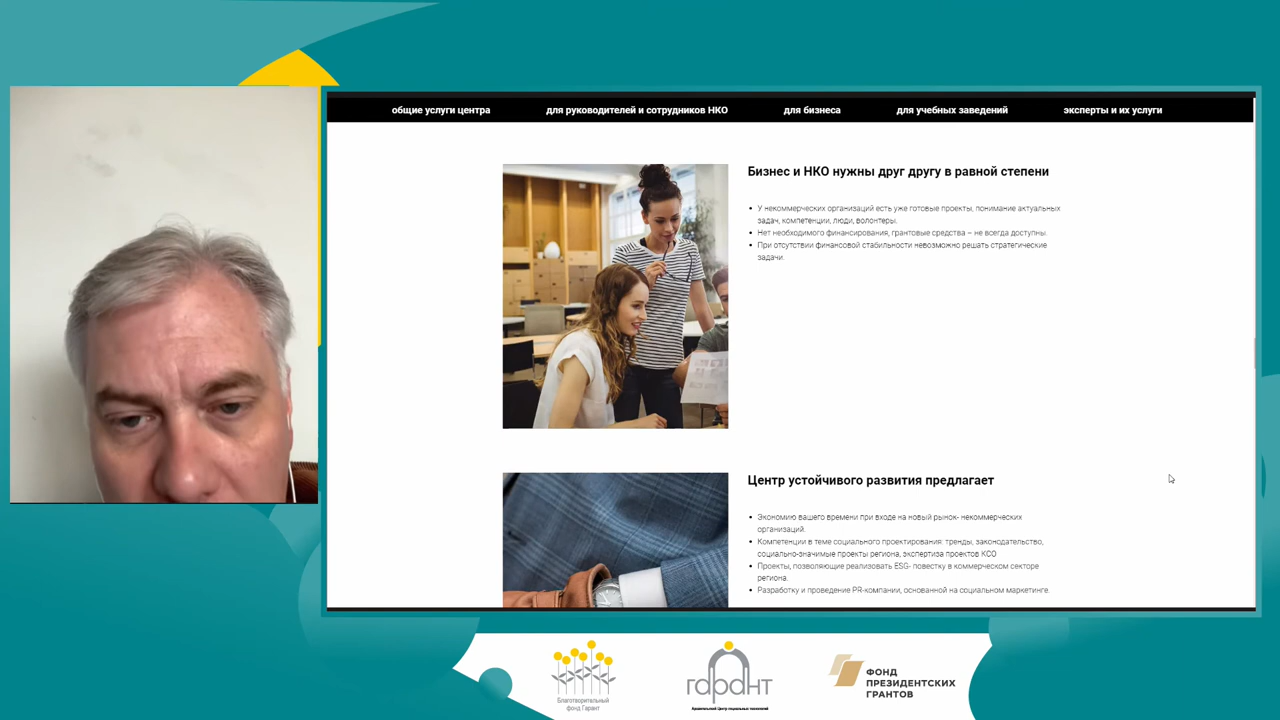 общие услуги центра
для руководителей и сотрудников НКО
для бизнеса
для учебных заведений
эксперты и их услуги
Бизнес и НКО нужны друг другу в равной степени
У некоммерческих организаций есть уже готовые проекты, понимание актуальных
задач, компетенции, люди, волонтеры.
Нет необходимого финансирования, грантовые средства – не всегда доступны.
При отсутствии финансовой стабильности невозможно решать стратегические
задачи.
Центр устойчивого развития предлагает
Экономию вашего времени при входе на новый рынок- некоммерческих
организаций.
Компетенции в теме социального проектирования: тренды, законодательство,
социально-значимые проекты региона, экспертиза проектов КСО
Проекты, позволяющие реализовать ESG- повестку в коммерческом секторе
региона.
Разработку и проведение PR-компании, основанной на социальном маркетинге.
Благотворительный
фонд Гарант
гарант
Архангельский Центр социальных технологий
ФОНД
ПРЕЗИДЕНТСКИХ
ГРАНТОВ